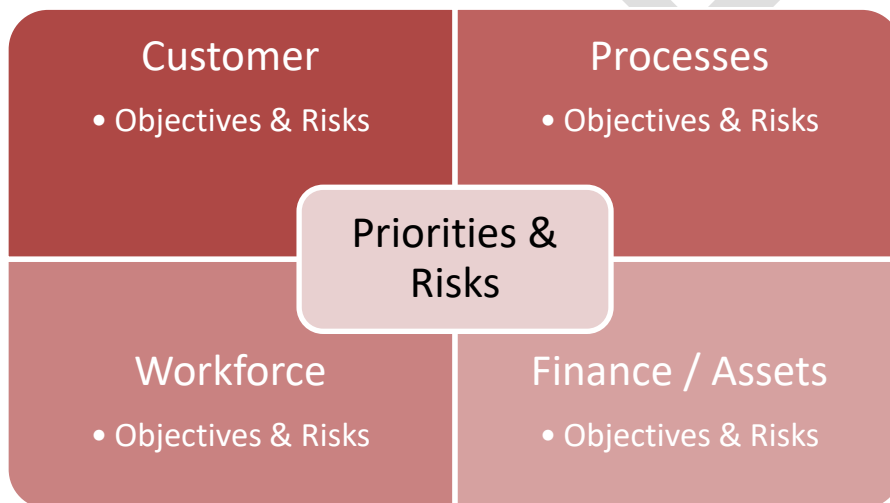 Customer
• Objectives & Risks
Processes
• Objectives & Risks
Priorities &
Risks
Workforce
• Objectives & Risks
Finance / Assets
• Objectives & Risks